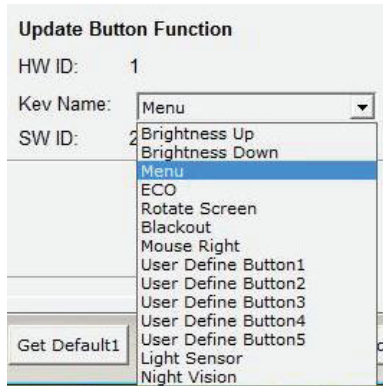 Update Button Function
HW ID: 1
Kev Name: Menu
SW ID: 2
Brightness Up
Brightness Down
Menu
ECO
Rotate Screen
Blackout
Mouse Right
User Define Button1
User Define Button2
User Define Button3
User Define Button4
User Define Button5
Light Sensor
Night Vision
Get Default1